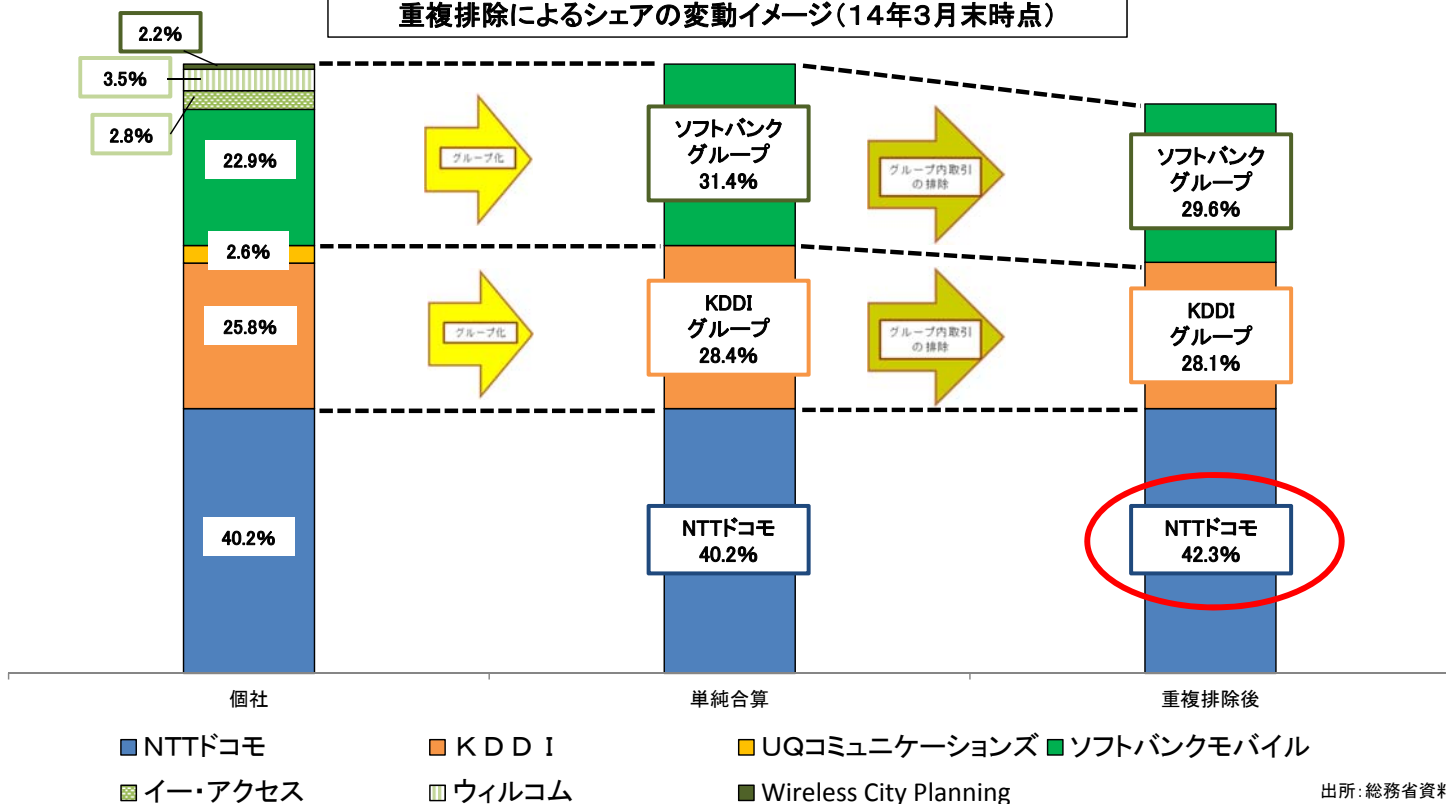 重複排除によるシェアの変動イメージ(14年3月末時点)
2.2%
3.5%
2.8%
22.9%
2.6%
25.8%
40.2%
グループ化
グループ化
ソフトバンク
グループ
31.4%
KDDI
グループ
28.4%
NTTドコモ
40.2%
グループ内取引
の排除
グループ内取引
の排除
ソフトバンク
グループ
29.6%
KDDI
グループ
28.1%
NTTドコモ
42.3%
個社
単純合算
重複排除後
NTTドコモ
KDDI
UQコミュニケーションズ
ソフトバンクモバイル
イー・アクセス
ウィルコム
Wireless City Planning
出所:総務省資料